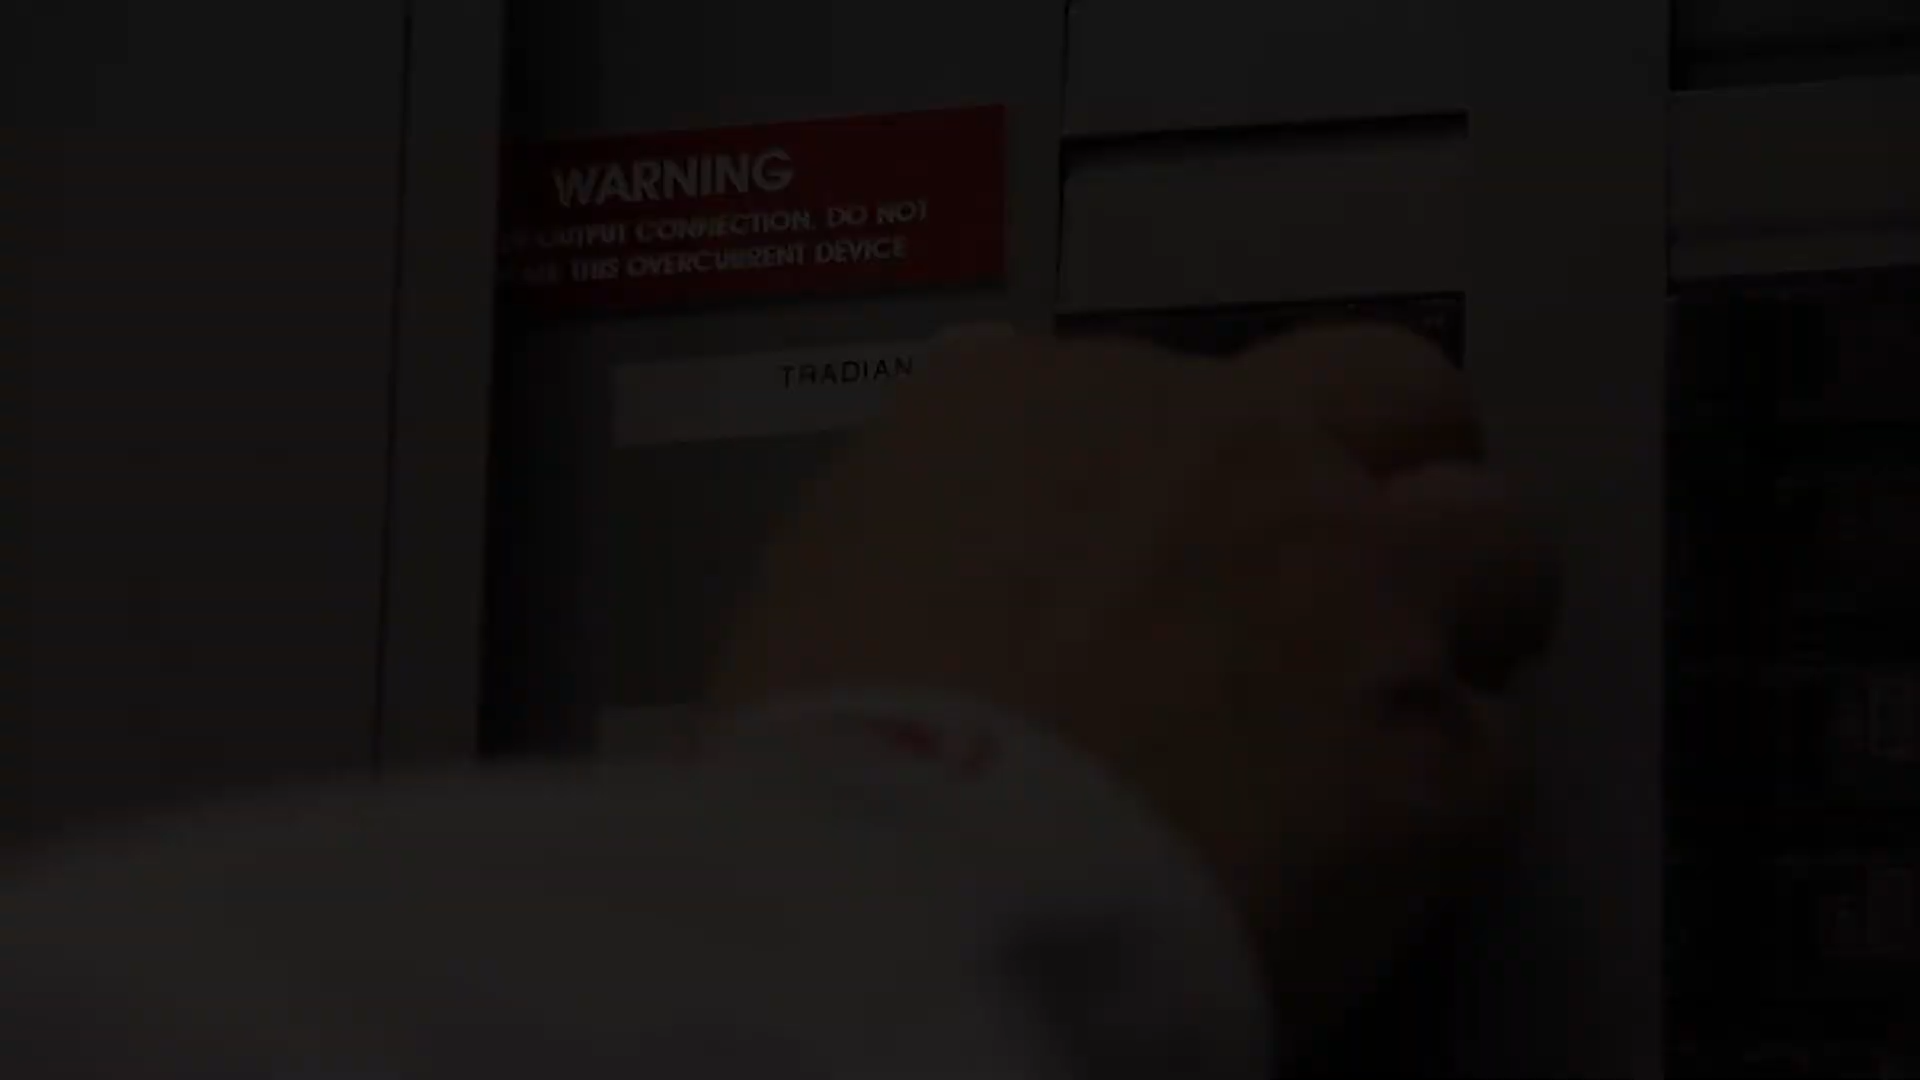 WARNING
OUTPUT CONNECTION, DO NOT
THIS OVERCURRENT DEVICE
TRADIAN